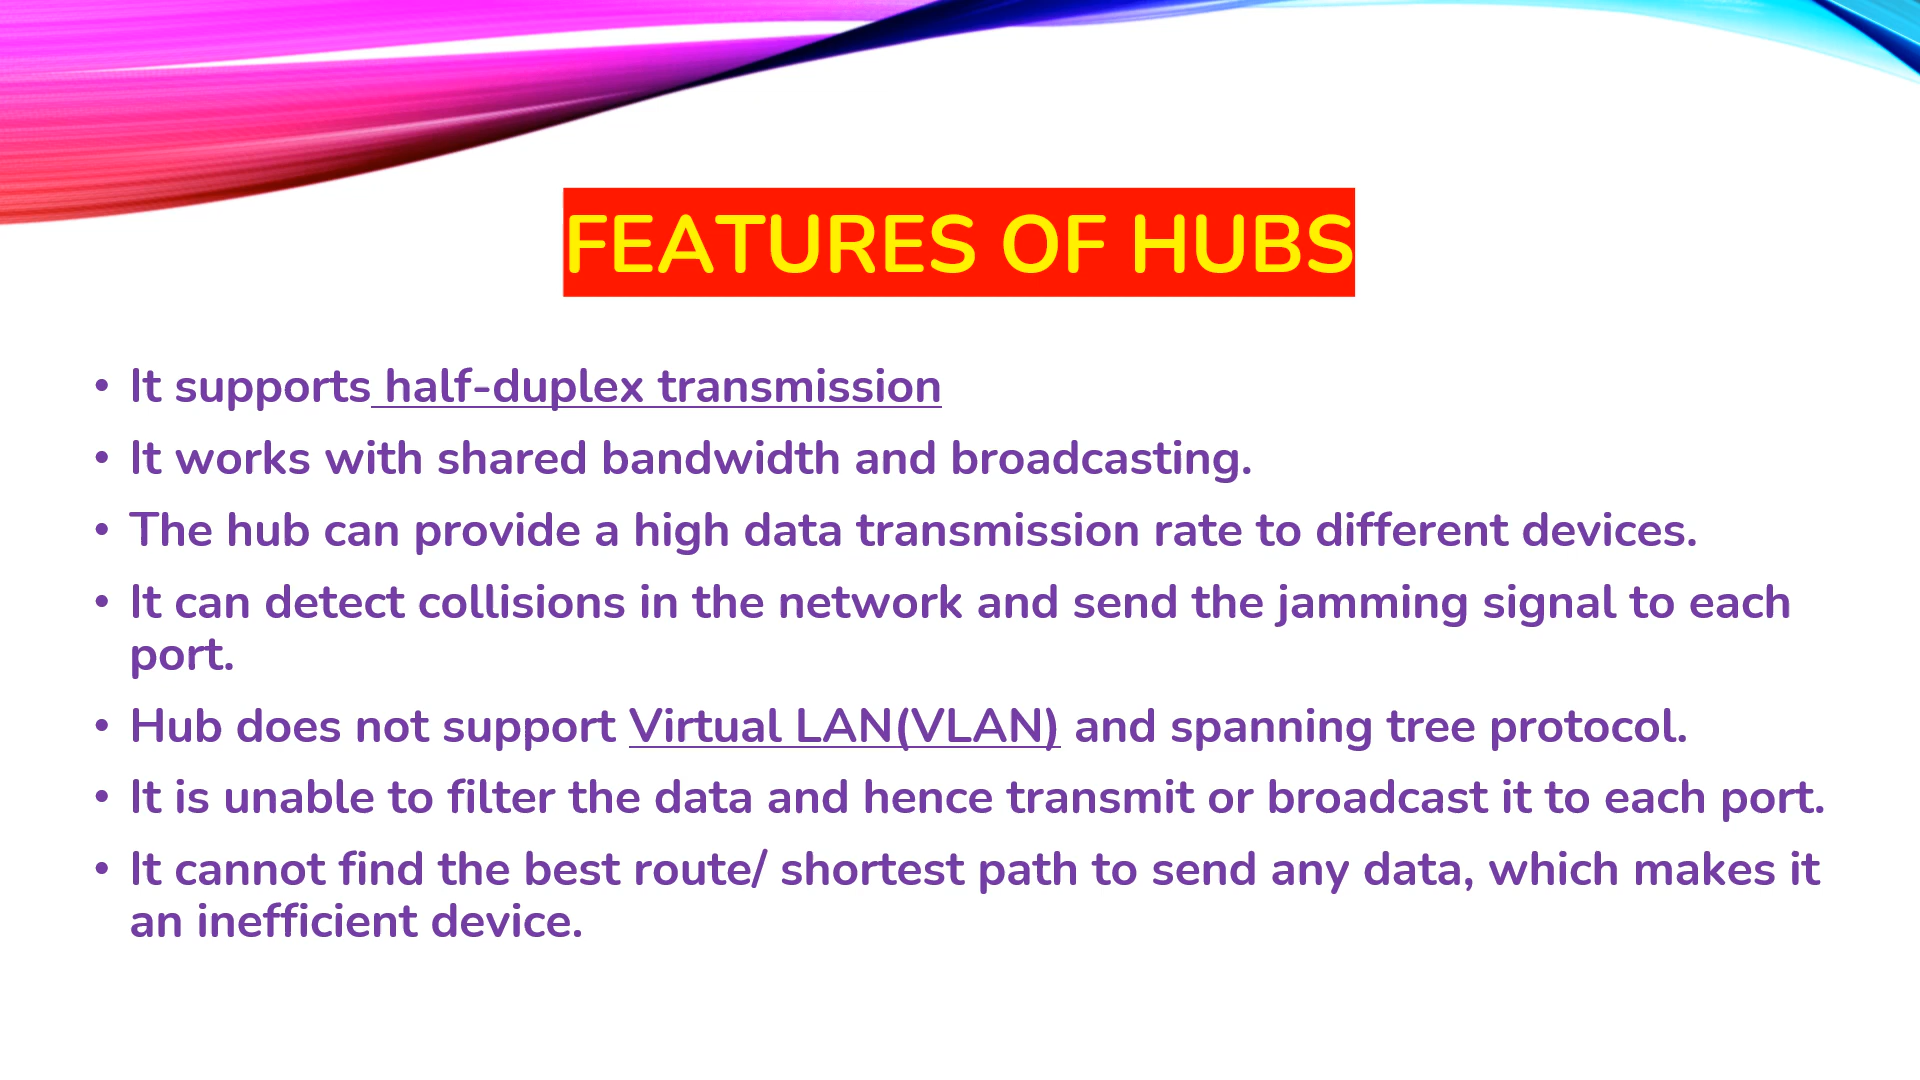 FEATURES OF HUBS
• It supports half-duplex transmission
• It works with shared bandwidth and broadcasting.
• The hub can provide a high data transmission rate to different devices.
• It can detect collisions in the network and send the jamming signal to each
port.
• Hub does not support Virtual LAN(VLAN) and spanning tree protocol.
• It is unable to filter the data and hence transmit or broadcast it to each port.
• It cannot find the best route/ shortest path to send any data, which makes it
an inefficient device.